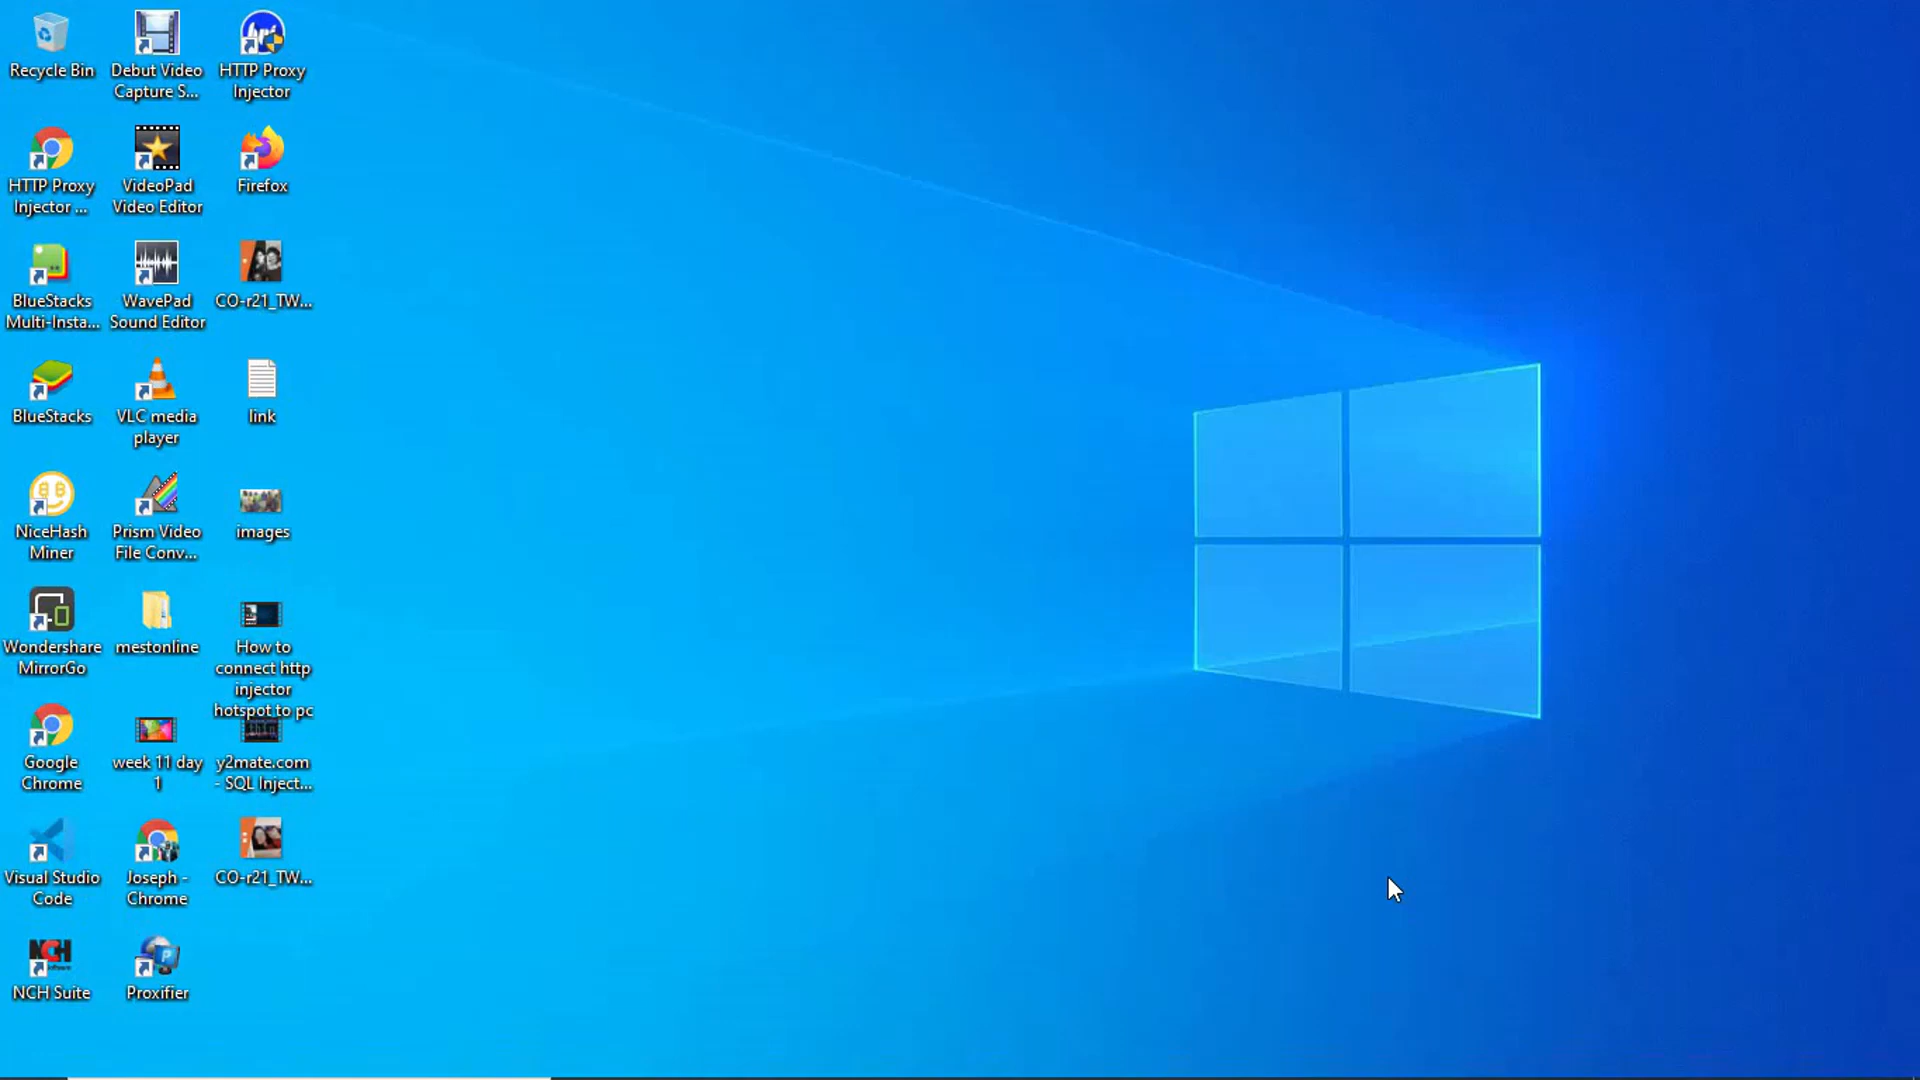 Recycle Bin
Debut Video
Capture S...
HTTP Proxy
Injector
HTTP Proxy
Injector ...
VideoPad
Video Editor
Firefox
BlueStacks
Multi-Insta...
WavePad
Sound Editor
CO-r21_TW...
BlueStacks
VLC media
player
link
NiceHash
Miner
Prism Video
File Conv...
images
Wondershare
MirrorGo
mestonline
How to
connect http
injector
hotspot to pc
Google
Chrome
week 11 day
1
y2mate.com
- SQL Inject...
Visual Studio
Code
Joseph -
Chrome
CO-r21_TW...
NCH
NCH Suite
P
Proxifier